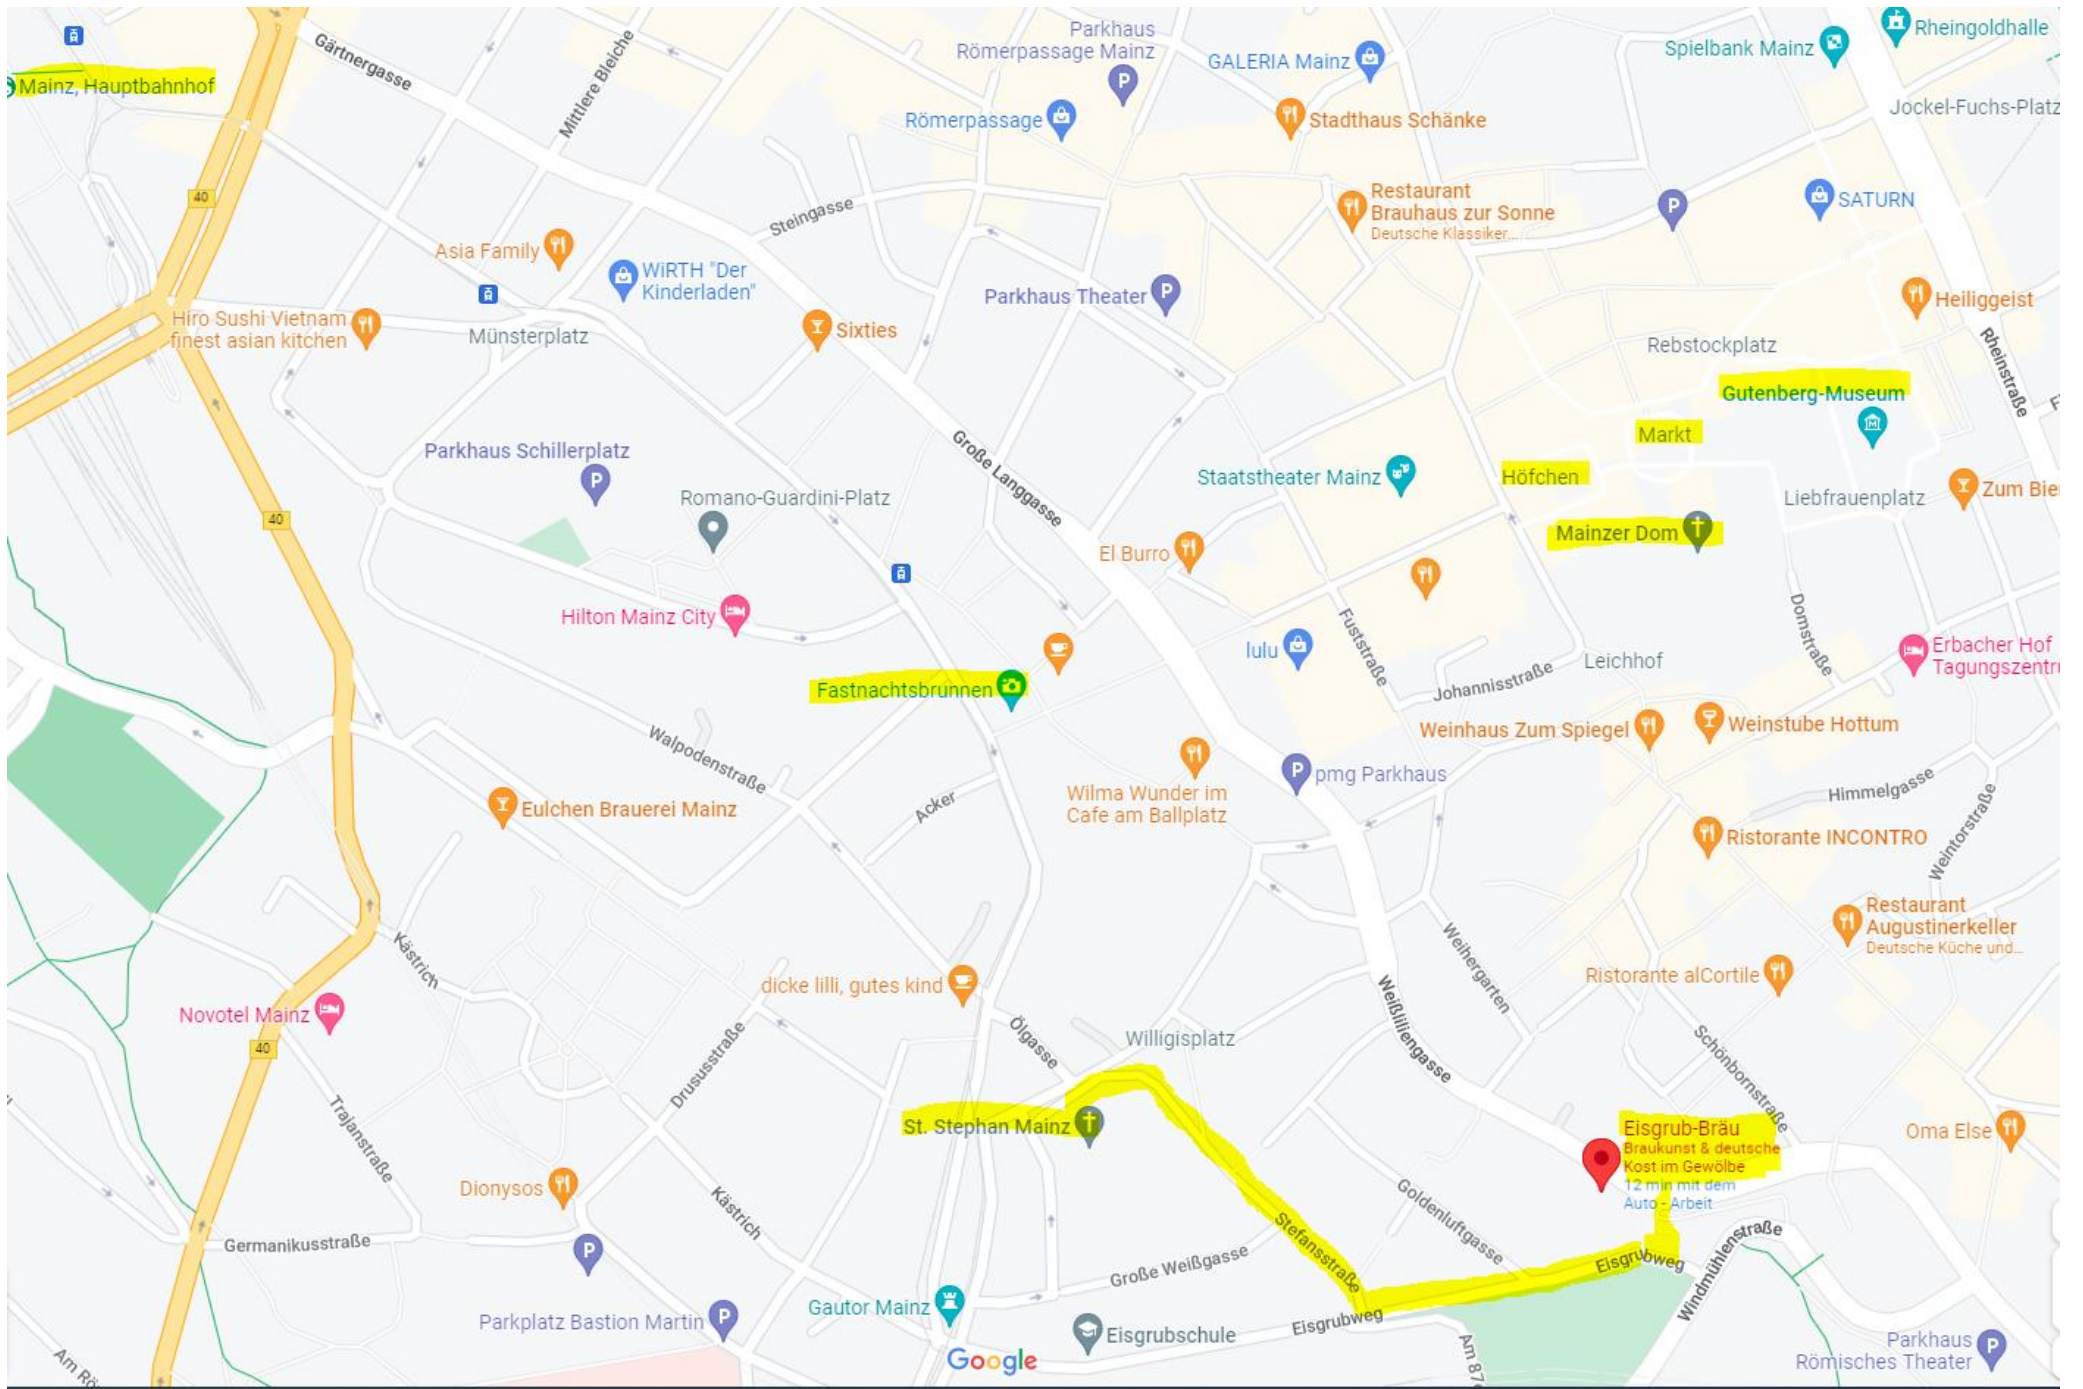 Mainz, Hauptbahnhof
Gärtnergasse
Mittlere Bleiche
Parkhaus
Römerpassage Mainz
GALERIA Mainz
Spielbank Mainz
Rheingoldhalle
Jockel-Fuchs-Platz
Römerpassage
Stadthaus Schänke
40
Steingasse
Restaurant
Brauhaus zur Sonne
Deutsche Klassiker...
SATURN
Asia Family
WiRTH "Der
Kinderladen"
Parkhaus Theater
Heiliggeist
Hiro Sushi Vietnam
finest asian kitchen
Münsterplatz
Sixties
Rebstockplatz
Rheinstraße
Gutenberg-Museum
Markt
Parkhaus Schillerplatz
Große Langgasse
Staatstheater Mainz
Höfchen
Romano-Guardini-Platz
Liebfrauenplatz
Zum Bie
40
Mainzer Dom
El Burro
Hilton Mainz City
Fuststraße
Domstraße
lulu
Leichhof
Erbacher Hof
Tagungszentr
Fastnachtsbrunnen
Johannisstraße
Walpodenstraße
Weinhaus Zum Spiegel
Weinstube Hottum
pmg Parkhaus
Wilma Wunder im
Cafe am Ballplatz
Acker
Eulchen Brauerei Mainz
Himmelgasse
Weintorstraße
Ristorante INCONTRO
Restaurant
Augustinerkeller
Deutsche Küche und...
Kästrich
Weihergarten
dicke lilli, gutes kind
Ristorante alCortile
Novotel Mainz
40
Ölgasse
Willigisplatz
Weißliliengasse
Schönbornstraße
Drususstraße
Trajanstraße
St. Stephan Mainz
Eisgrub-Bräu
Braukunst & deutsche
Kost im Gewölbe
12 min mit dem
Auto - Arbeit
Oma Else
Dionysos
Kästrich
Goldenluftgasse
Stefansstraße
Germanikusstraße
Große Weißgasse
Eisgrubweg
Windmühlenstraße
Gautor Mainz
Parkplatz Bastion Martin
Eisgrubschule
Eisgrubweg
Am 87
Parkhaus
Römisches Theater
Am Rö
Google